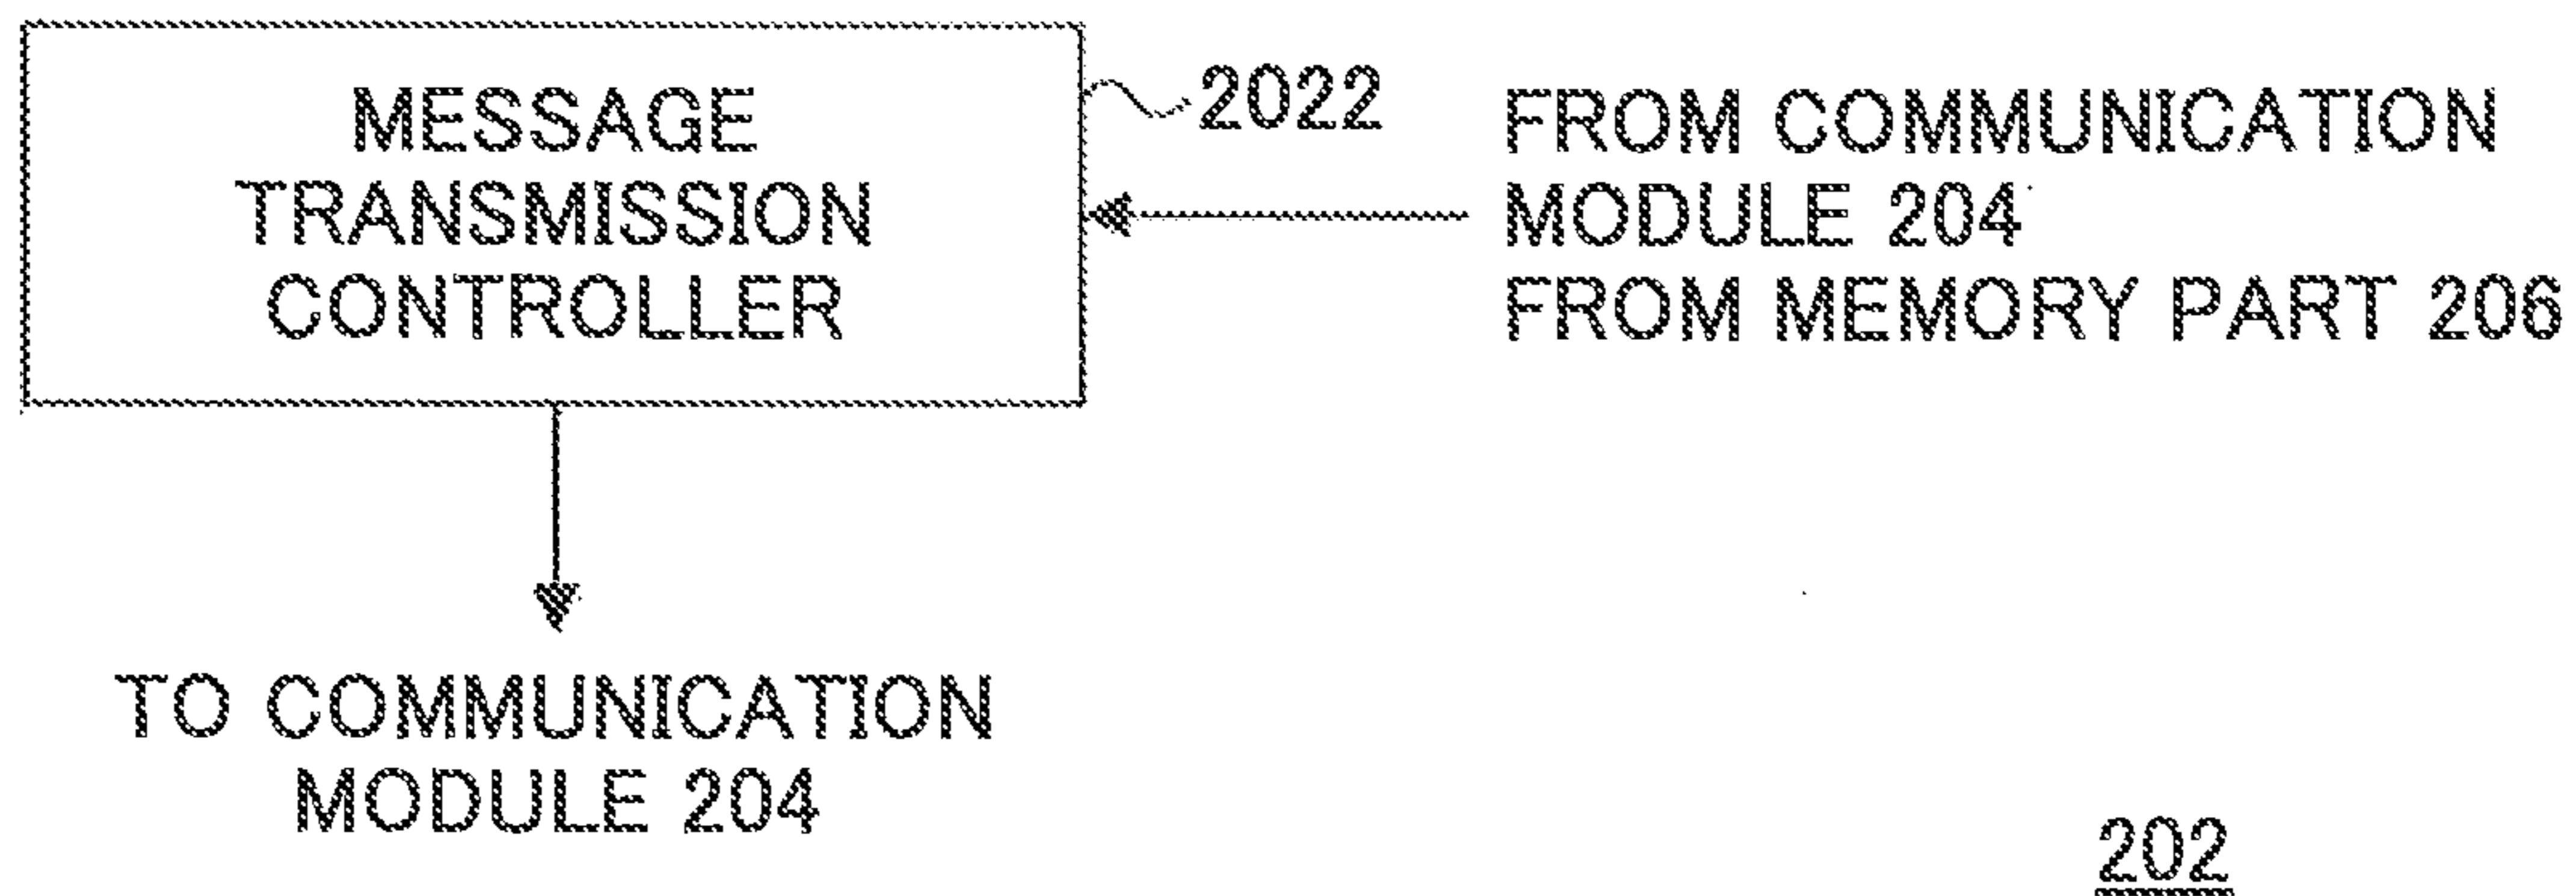 MESSAGE
TRANSMISSION
CONTROLLER
2022
FROM COMMUNICATION
MODULE 204
FROM MEMORY PART 206
TO COMMUNICATION
MODULE 204
202